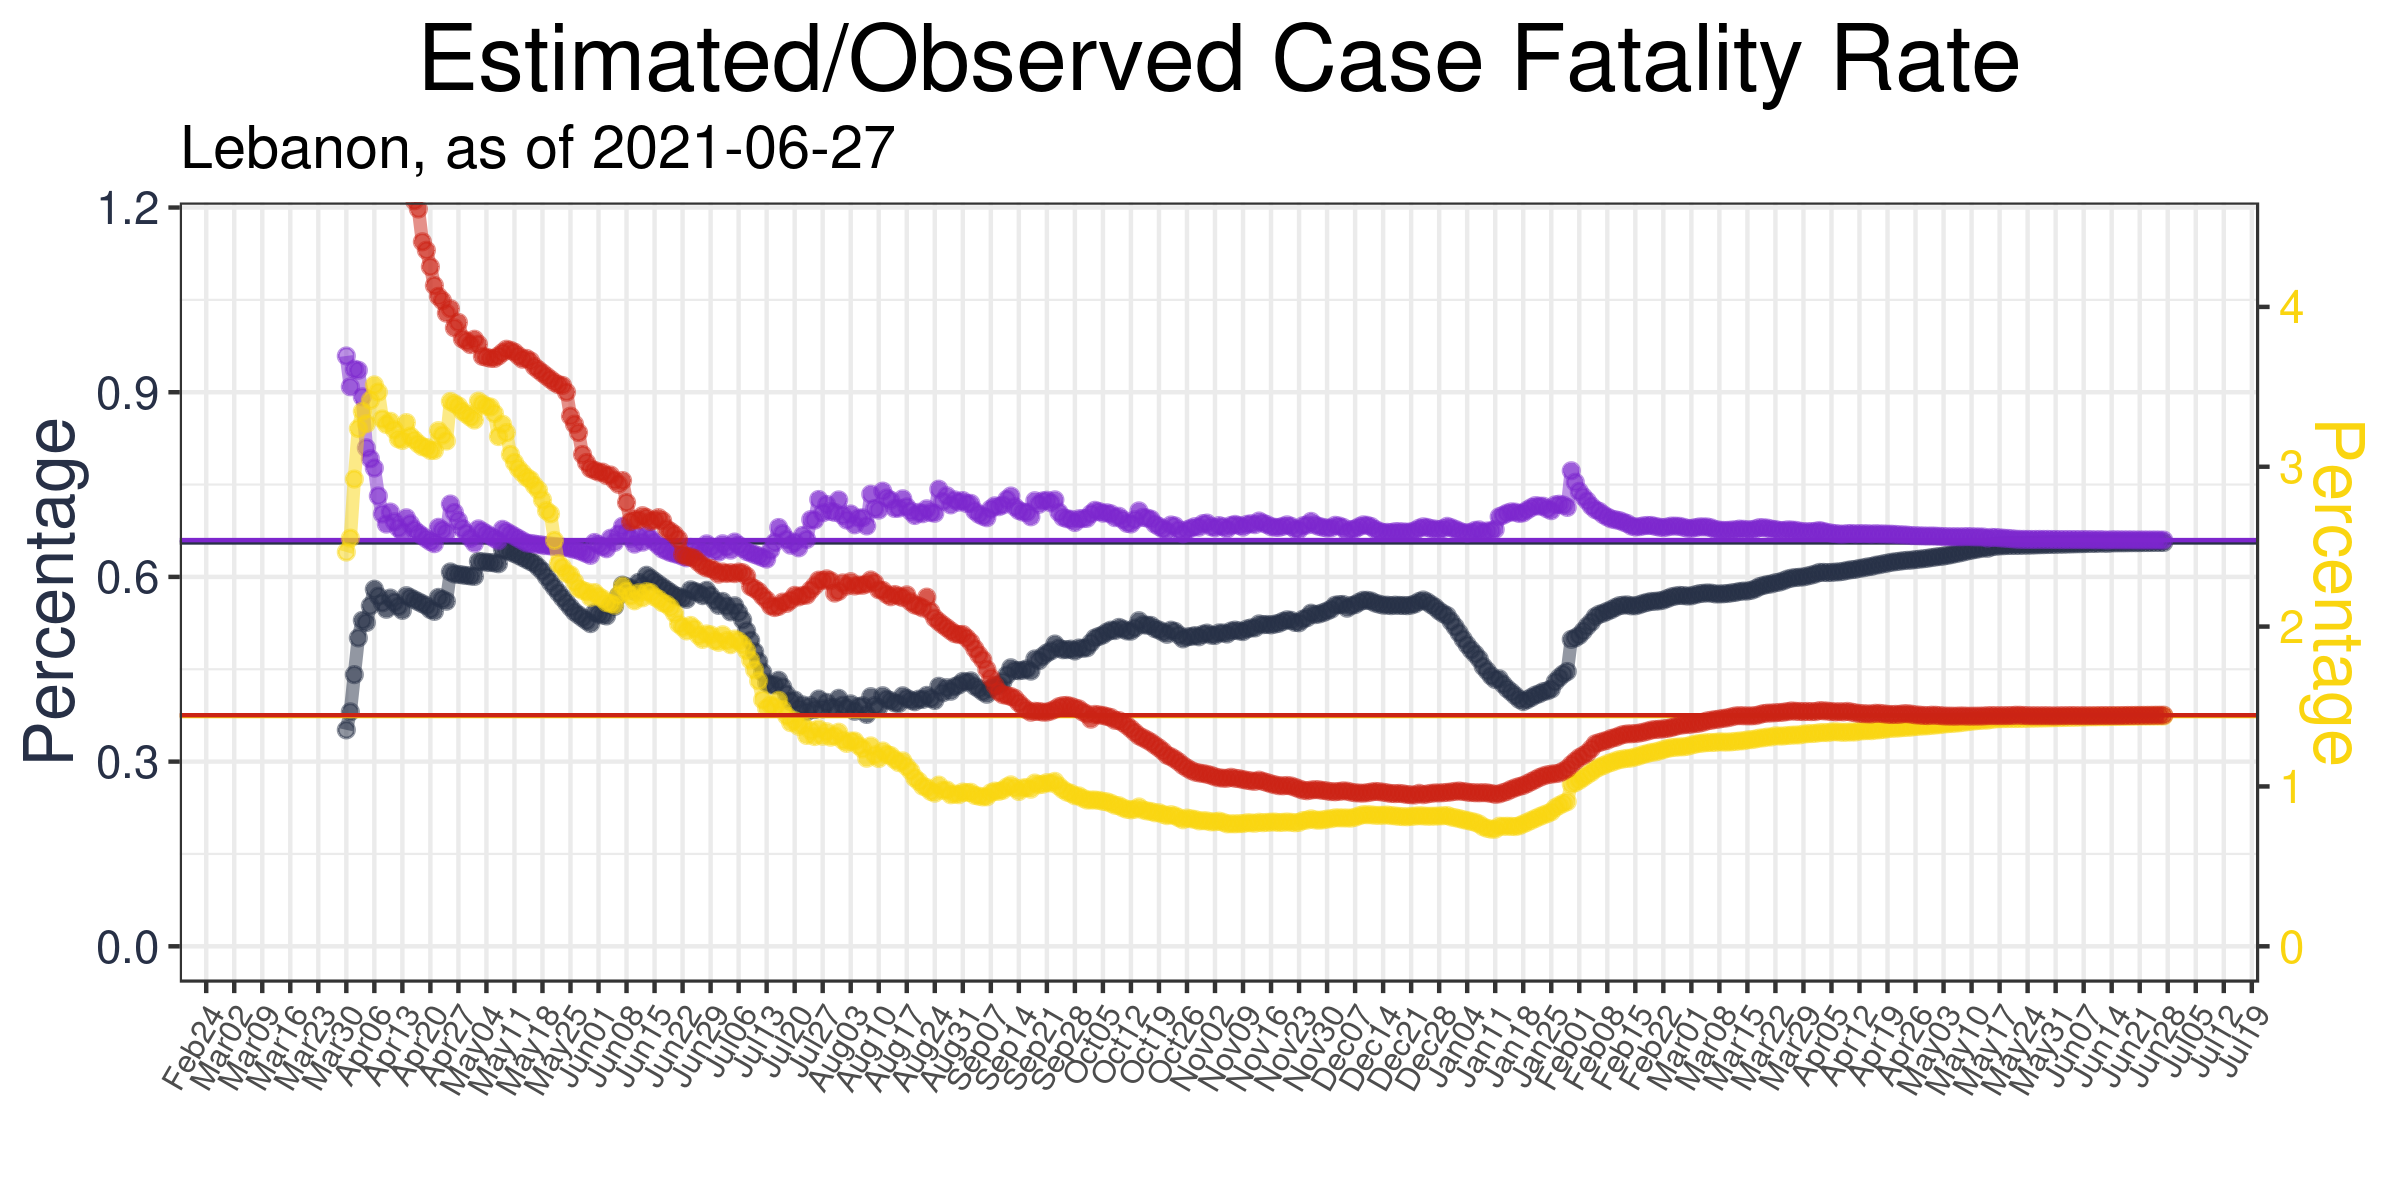 Estimated/Observed Case Fatality Rate
Lebanon, as of 2021-06-27
Percentage
1.2
0.9
0.6
0.3
0.0
4
3
2
1
0
Percentage
Feb24
Mar02
Mar09
Mar16
Mar23
Mar30
Apr06
Apr13
Apr20
Apr27
May04
May11
May18
May25
Jun01
Jun08
Jun15
Jun22
Jun29
Jul06
Jul13
Jul20
Jul27
Aug03
Aug10
Aug17
Aug24
Aug31
Sep07
Sep14
Sep21
Sep28
Oct05
Oct12
Oct19
Oct26
Nov02
Nov09
Nov16
Nov23
Nov30
Dec07
Dec14
Dec21
Dec28
Jan04
Jan11
Jan18
Jan25
Feb01
Feb08
Feb15
Feb22
Mar01
Mar08
Mar15
Mar22
Mar29
Apr05
Apr12
Apr19
Apr26
May03
May10
May17
May24
May31
Jun07
Jun14
Jun21
Jun28
Jul05
Jul12
Jul19